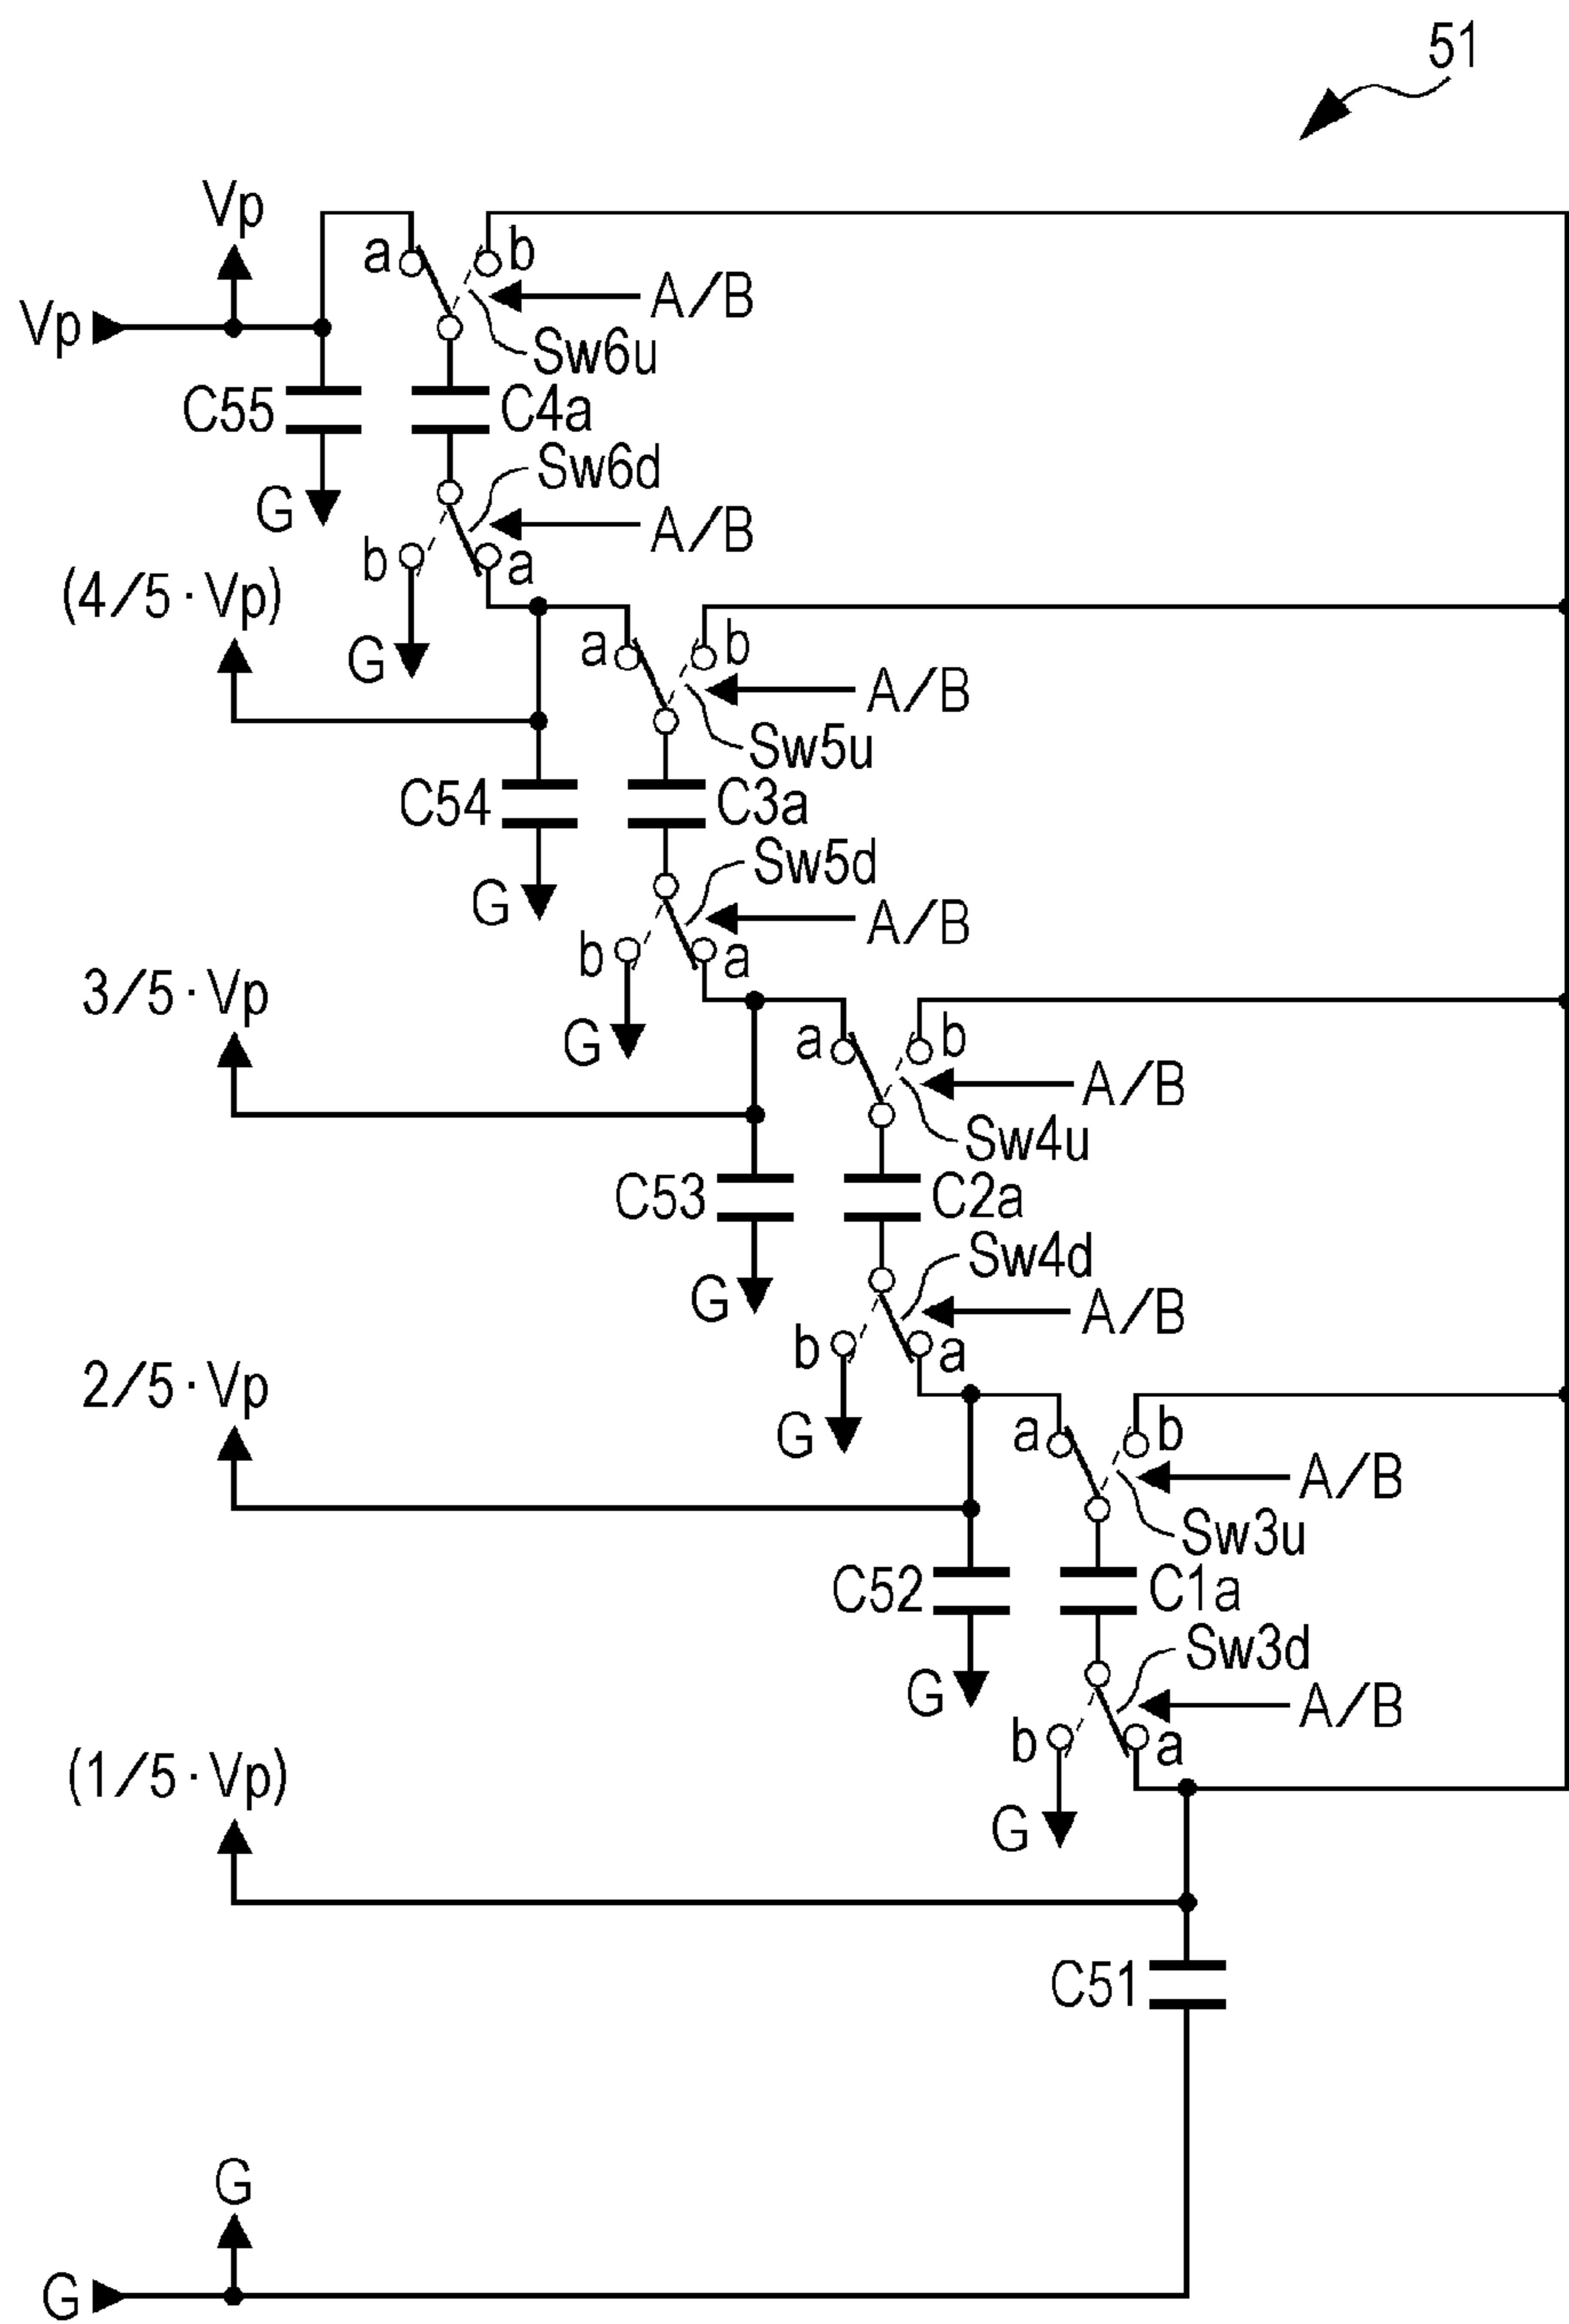 51
Vp
a
b
A/B
Vp
Sw6u
C55
C4a
Sw6d
G
A/B
b
a
(4/5·Vp)
G
a
b
A/B
Sw5u
C54
C3a
Sw5d
G
A/B
b
a
3/5·Vp
G
a
b
A/B
Sw4u
C53
C2a
Sw4d
G
A/B
b
a
2/5·Vp
G
a
b
A/B
Sw3u
C52
C1a
Sw3d
G
A/B
b
a
(1/5·Vp)
G
C51
G
G